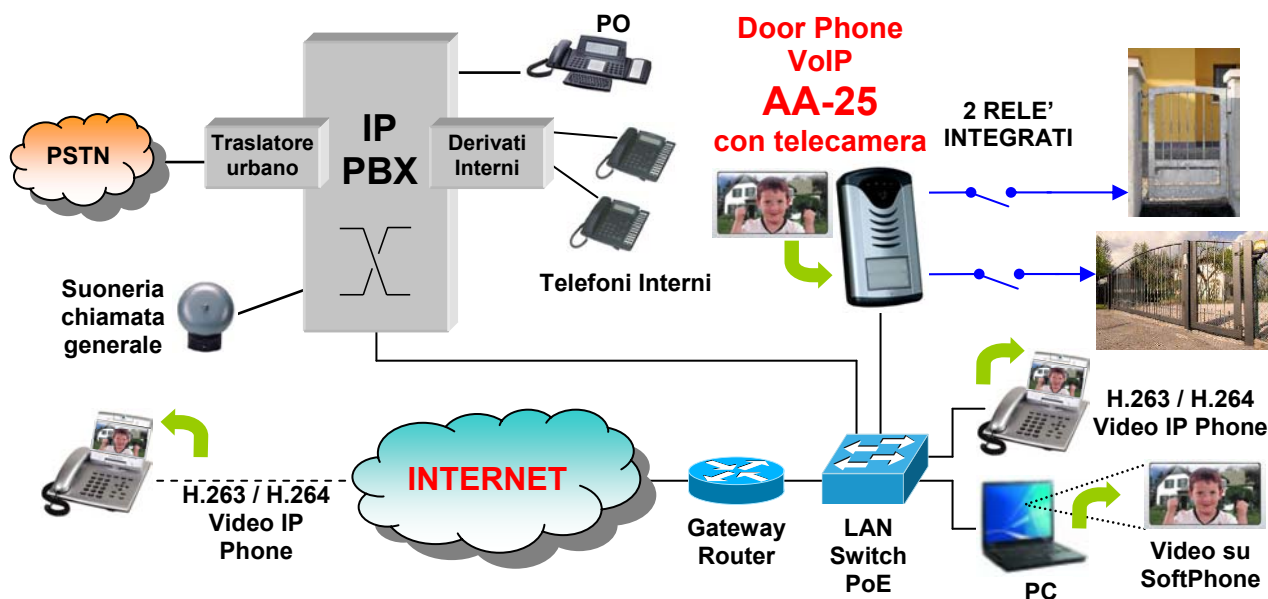 PO
Door Phone
VoIP
AA-25
con telecamera
2 RELE’
INTEGRATI
PSTN
Traslatore
urbano
IP
PBX
Derivati
Interni
Telefoni Interni
Suoneria
chiamata
generale
H.263 / H.264
Video IP Phone
H.263 / H.264
Video IP
Phone
INTERNET
Gateway
Router
LAN
Switch
PoE
PC
Video su
SoftPhone